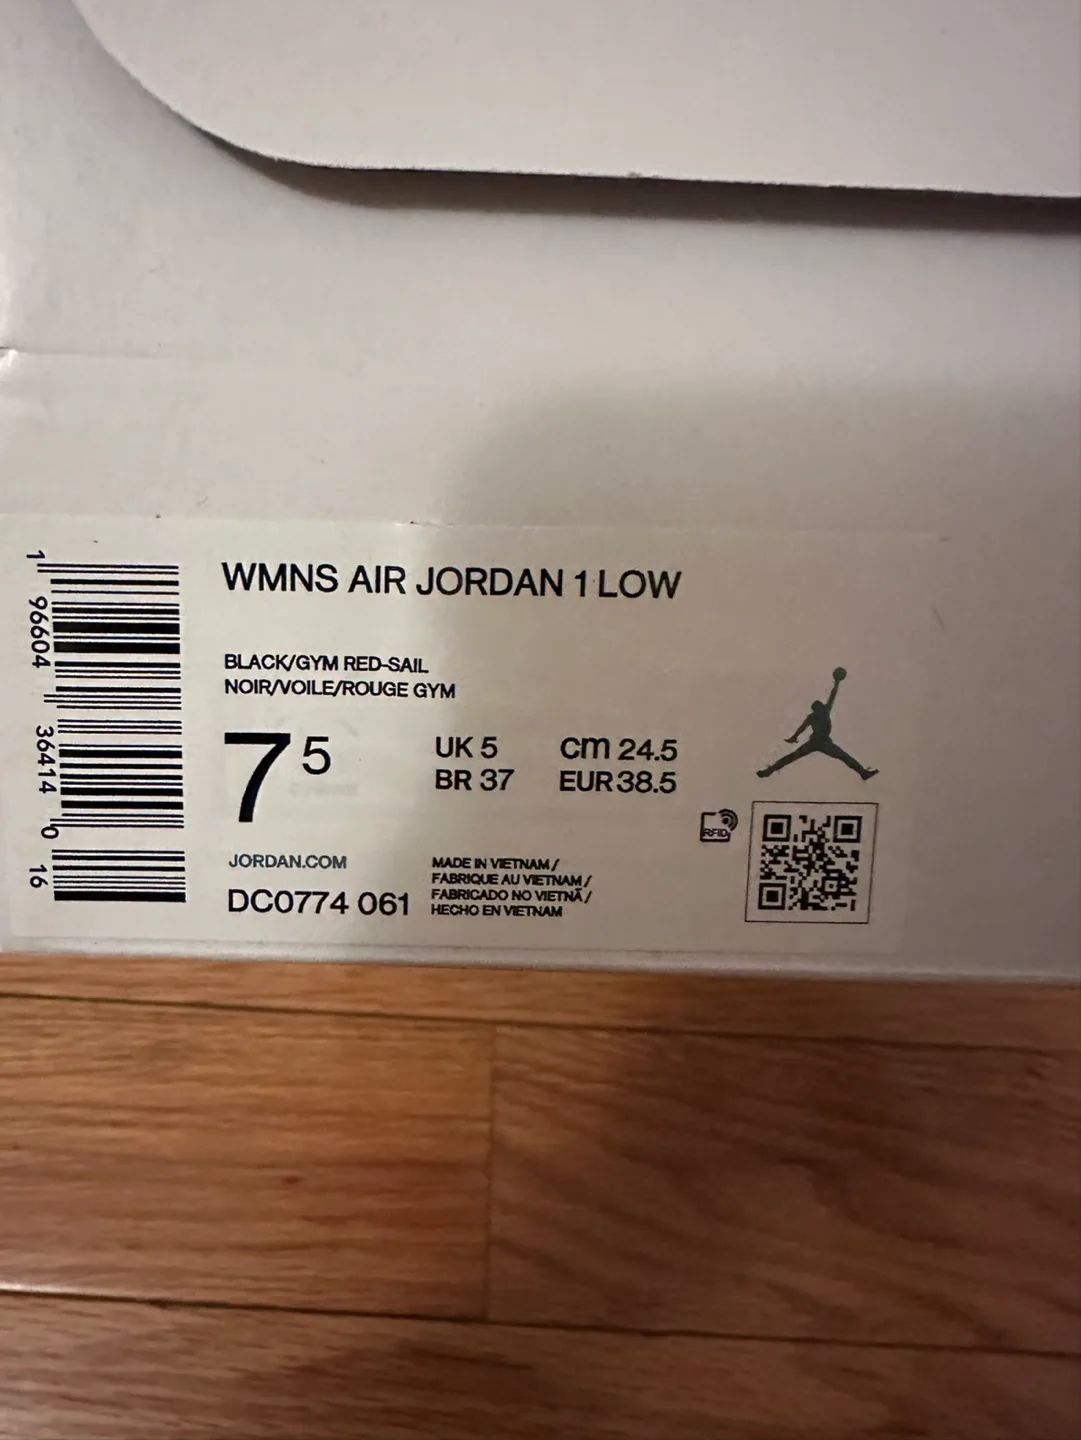 WMNS AIR JORDAN 1 LOW
BLACK/GYM RED-SAIL
NOIR/VOILE/ROUGE GYM
7 5
UK 5 cm 24.5
BR 37 EUR 38.5
RFID
JORDAN.COM
DC0774 061
MADE IN VIETNAM /
FABRIQUE AU VIETNAM /
FABRICADO NO VIETNÃ /
HECHO EN VIETNAM
1 96604 36414 0 16